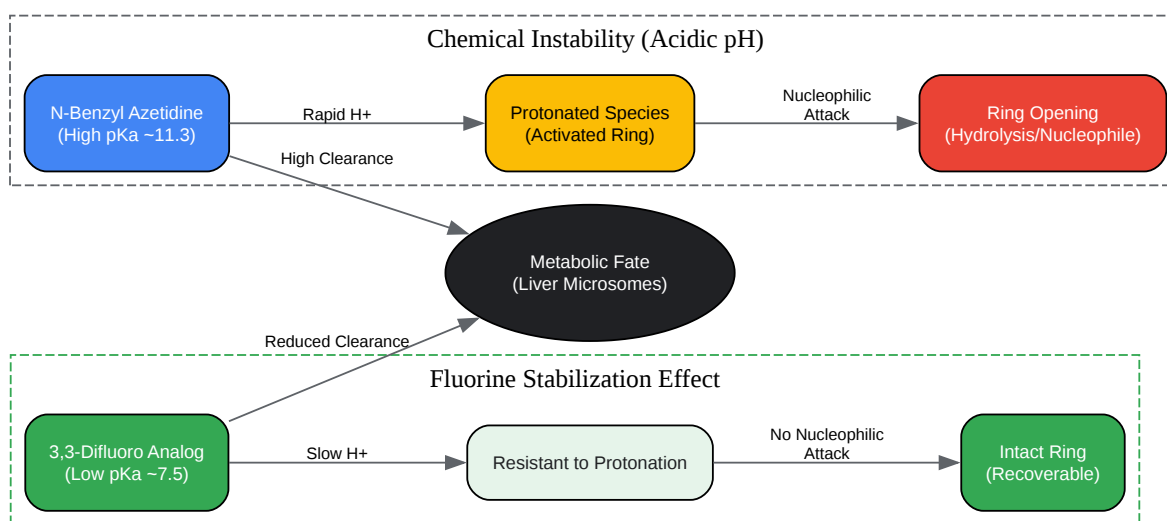 Chemical Instability (Acidic pH)
N-Benzyl Azetidine
(High pKa ~11.3)
Rapid H+
Protonated Species
(Activated Ring)
Nucleophilic
Attack
Ring Opening
(Hydrolysis/Nucleophile)
High Clearance
Metabolic Fate
(Liver Microsomes)
Reduced Clearance
Fluorine Stabilization Effect
3,3-Difluoro Analog
(Low pKa ~7.5)
Slow H+
Resistant to Protonation
No Nucleophilic
Attack
Intact Ring
(Recoverable)